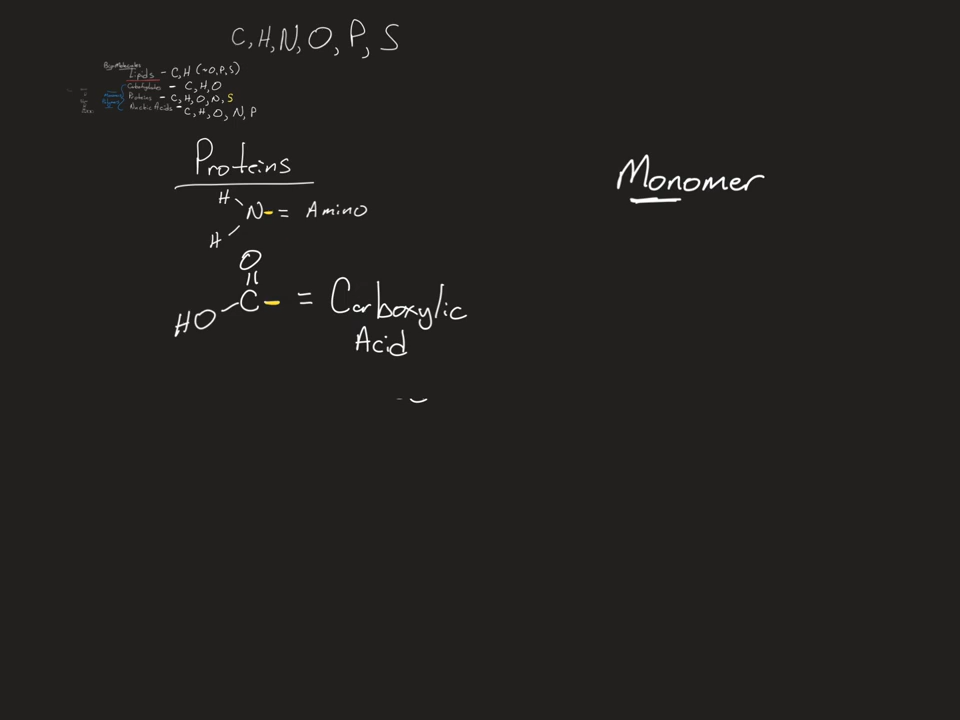 C, H, N, O, P, S
Lipids - C, H (+O, P, S)
Carbohydrates - C, H, O
Proteins - C, H, O, N, S
Nucleic Acids - C, H, O, N, P
Proteins
Monomer
H
N- = Amino
H
O
HO C- = Carboxylic
Acid